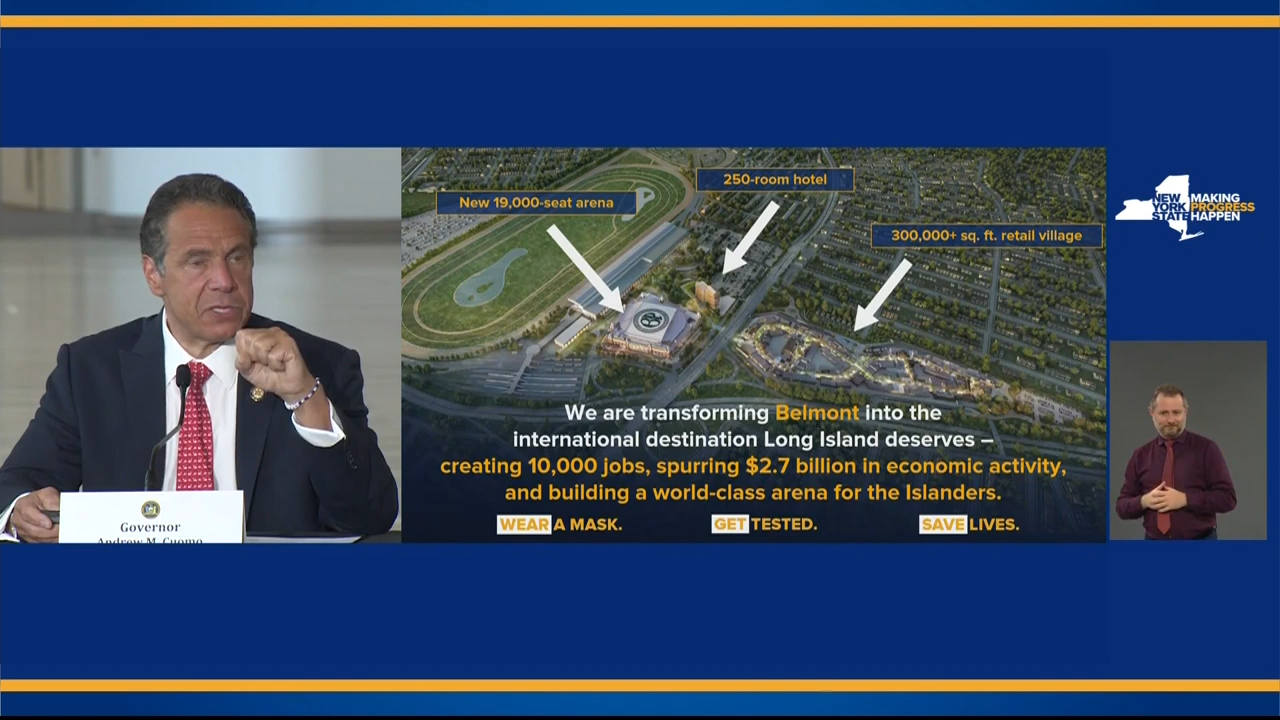 Governor
Andrew M. Cuomo
New 19,000-seat arena
250-room hotel
300,000+ sq. ft. retail village
We are transforming Belmont into the
international destination Long Island deserves –
creating 10,000 jobs, spurring $2.7 billion in economic activity,
and building a world-class arena for the Islanders.
WEAR A MASK. GET TESTED. SAVE LIVES.
NEW YORK STATE
MAKING PROGRESS HAPPEN